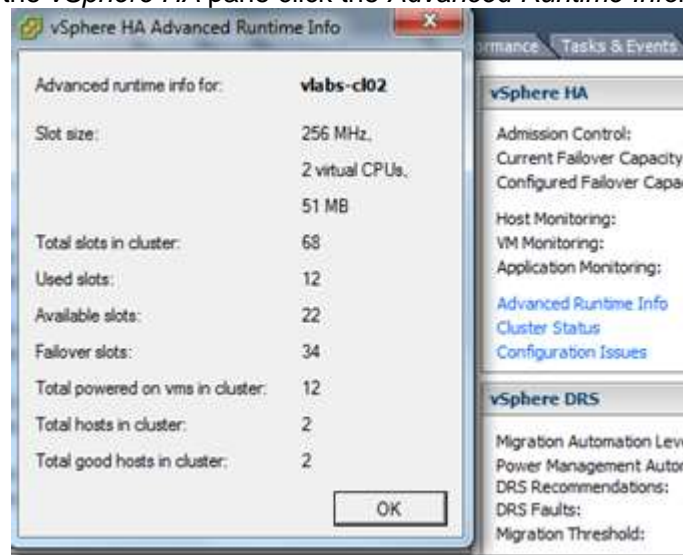 the vSphere HA pane click the Advanced Runtime Info
vSphere HA Advanced Runtime Info
Advanced runtime info for: vlabs-cl02
Slot size: 256 MHz,
2 virtual CPUs,
51 MB
Total slots in cluster: 68
Used slots: 12
Available slots: 22
Failover slots: 34
Total powered on vms in cluster: 12
Total hosts in cluster: 2
Total good hosts in cluster: 2
OK
Tasks & Events
vSphere HA
Admission Control:
Current Failover Capacity
Configured Failover
Host Monitoring:
VM Monitoring:
Application Monitoring:
Advanced Runtime Info
Cluster Status
Configuration Issues
vSphere DRS
Migration Automation
Power Management
DRS Recommendations:
DRS Faults:
Migration Threshold: